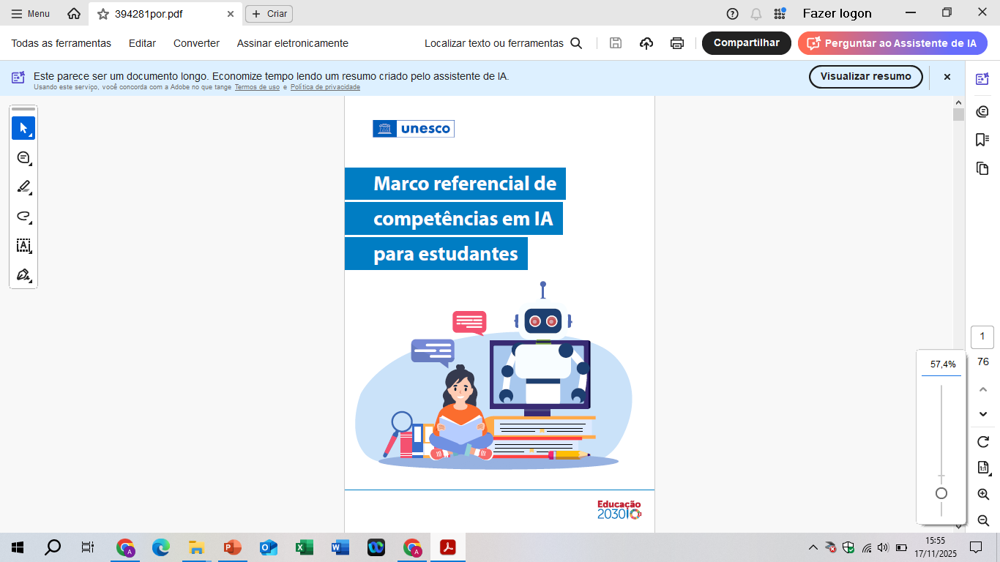 Menu
394281por.pdf
Criar
Fazer logon
Todas as ferramentas
Editar
Converter
Assinar eletronicamente
Localizar texto ou ferramentas
Compartilhar
Perguntar ao Assistente de IA
Este parece ser um documento longo. Economize tempo lendo um resumo criado pelo assistente de IA.
Usando este serviço, você concorda com a Adobe no que tange Termos de uso e Política de privacidade
Visualizar resumo
unesco
Marco referencial de
competências em IA
para estudantes
Educação
2030
1
76
57,4%
1:1
15:55
17/11/2025